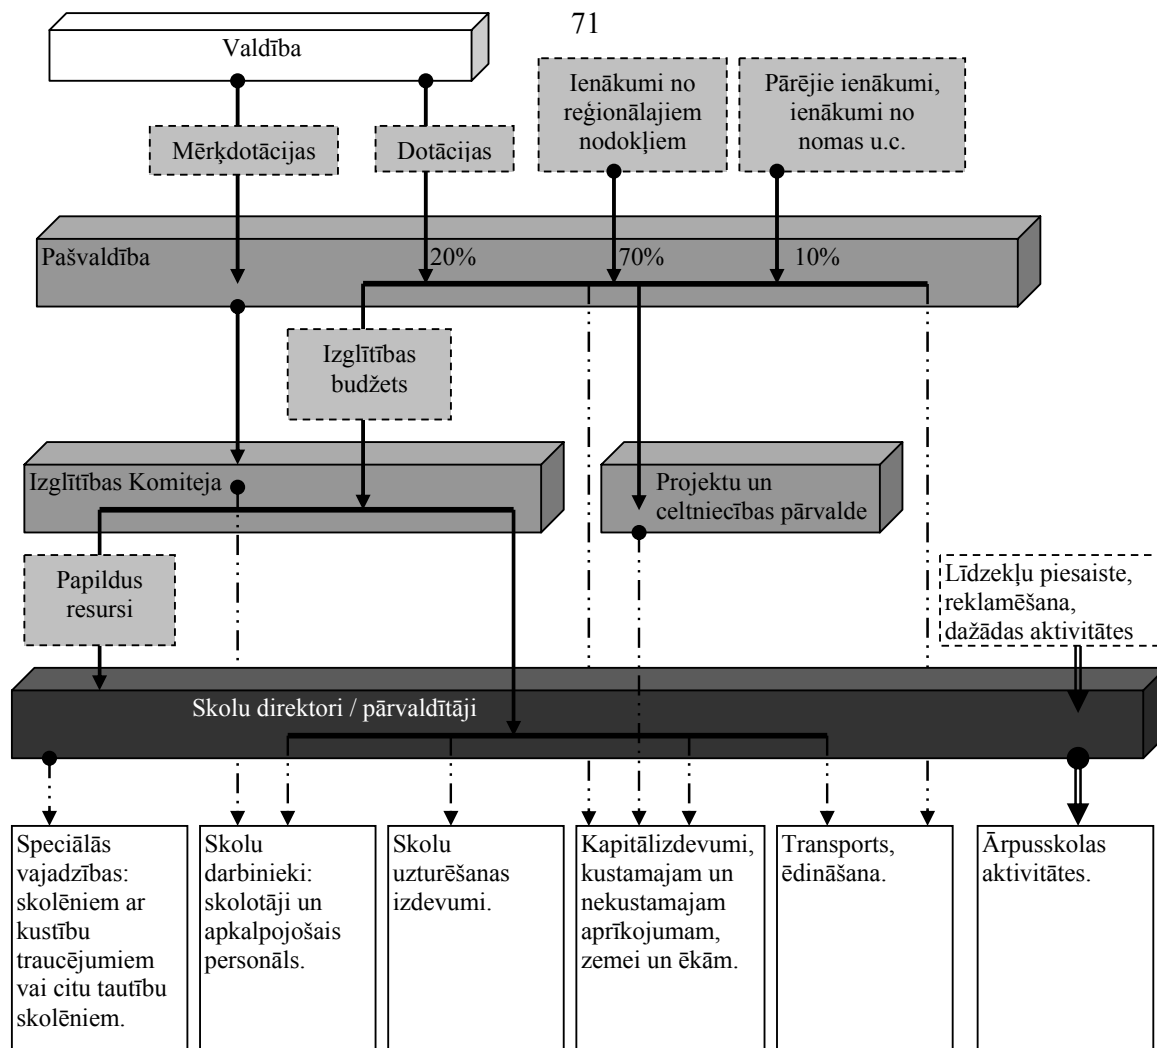 71
Valdība
Ienākumi no
reģionālajiem
nodokļiem
Pārējie ienākumi,
ienākumi no
nomas u.c.
Mērķdotācijas
Dotācijas
Pašvaldība
20%
70%
10%
Izglītības
budžets
Izglītības Komiteja
Projektu un
celtniecības pārvalde
Papildus
resursi
Līdzekļu piesaiste,
reklamēšana,
dažādas aktivitātes
Skolu direktori / pārvaldītāji
Speciālās
vajadzības:
skolēniem ar
kustību
traucējumiem
vai citu tautību
skolēniem.
Skolu
darbinieki:
skolotāji un
apkalpojošais
personāls.
Skolu
uzturēšanas
izdevumi.
Kapitālizdevumi,
kustamajam un
nekustamajam
aprīkojumam,
zemei un ēkām.
Transports,
ēdināšana.
Ārpusskolas
aktivitātes.